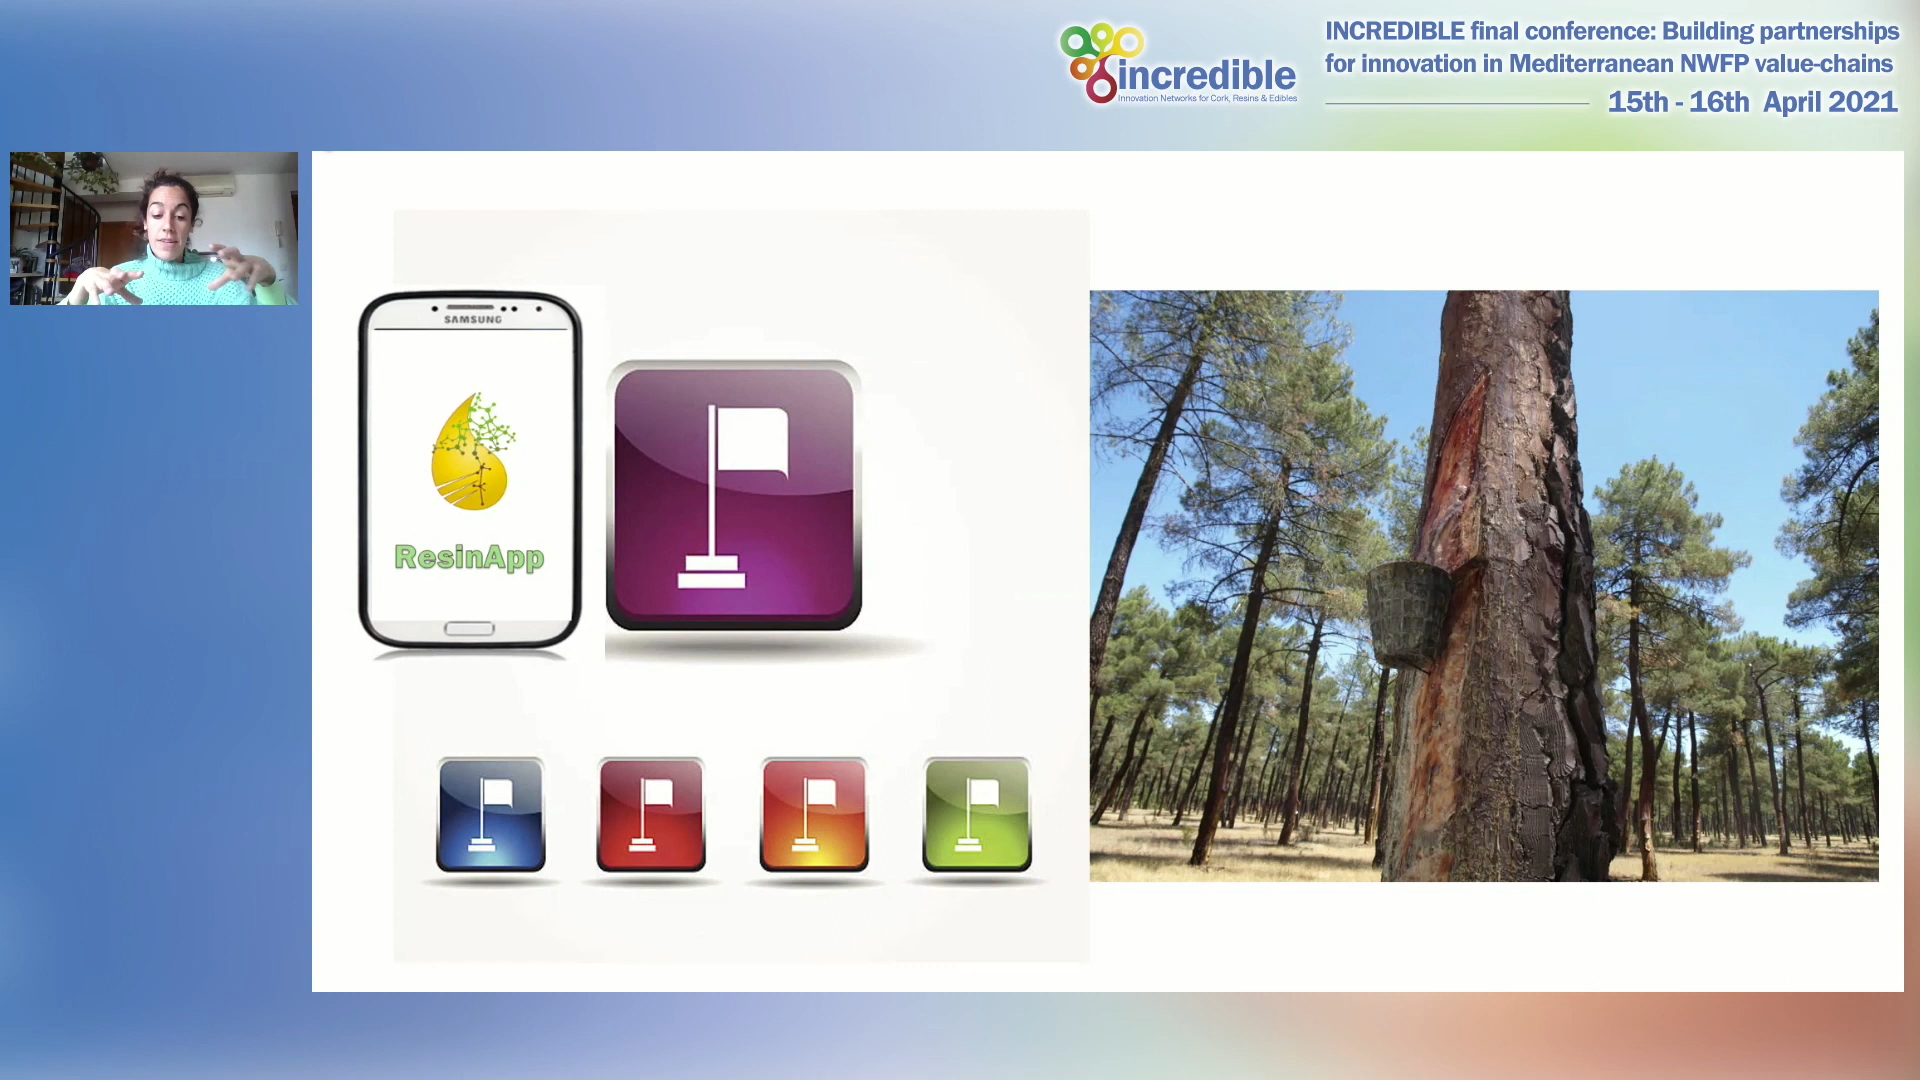 incredible
Innovation Networks for Cork, Resins & Edibles
INCREDIBLE final conference: Building partnerships
for innovation in Mediterranean NWFP value-chains
15th - 16th April 2021
SAMSUNG
ResinApp